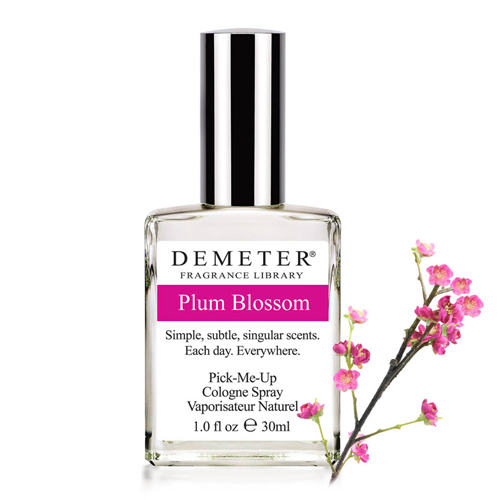 DEMETER®
FRAGRANCE LIBRARY
Plum Blossom
Simple, subtle, singular scents.
Each day. Everywhere.
Pick-Me-Up
Cologne Spray
Vaporisateur Naturel
1.0 fl oz ℮ 30ml